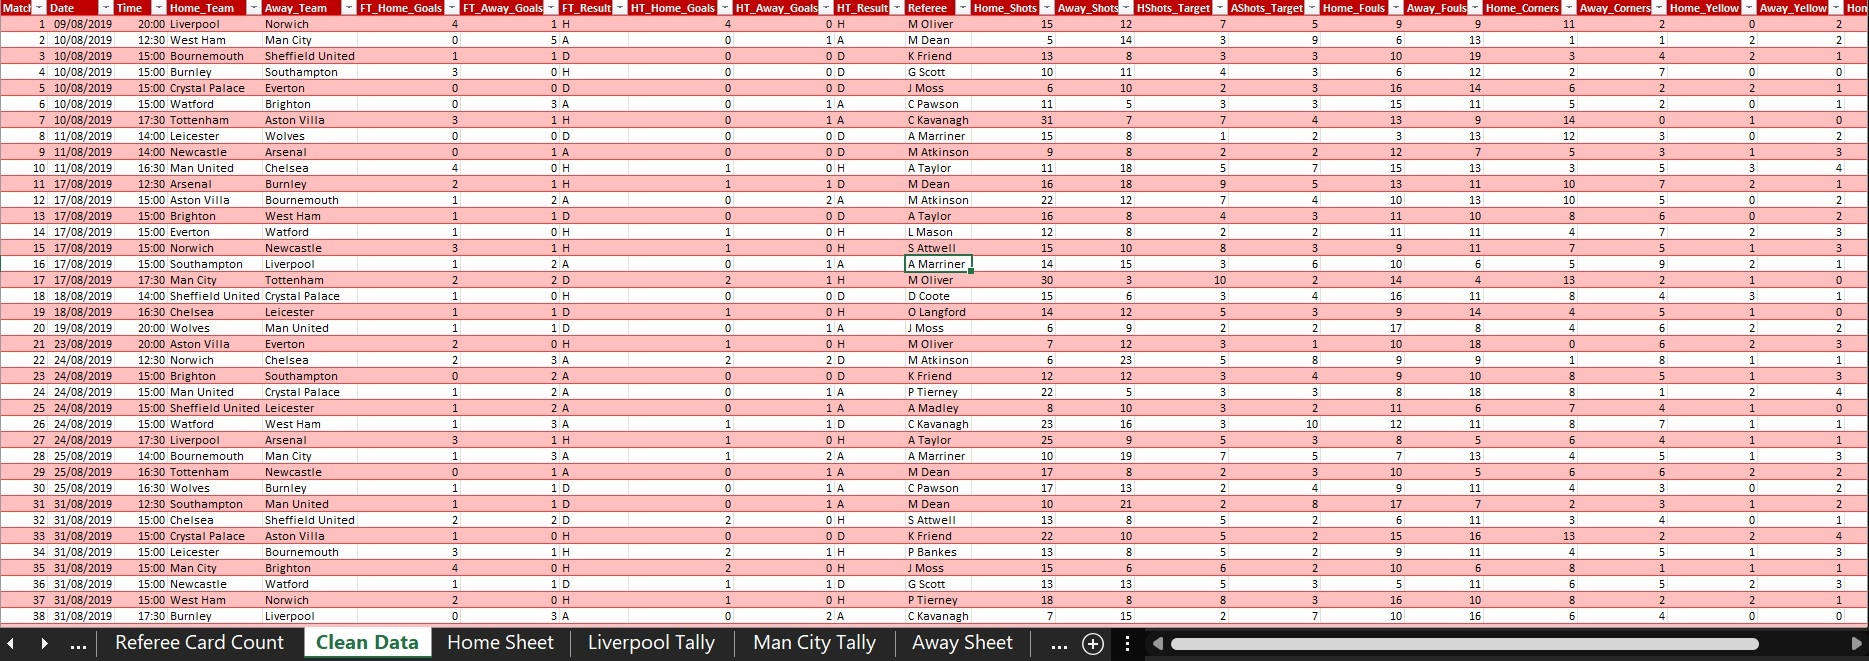 Match Date Time Home_Team Away_Team FT_Home_Goals FT_Away_Goals FT_Result HT_Home_Goals HT_Away_Goals HT_Result Referee Home_Shots Away_Shots HShots_Target AShots_Target Home_Fouls Away_Fouls Home_Corners Away_Corners Home_Yellow Away_Yellow Hon
1 09/08/2019 20:00 Liverpool Norwich 4 1 H 4 0 H M Oliver 15 12 7 5 9 9 11 2 0 2
2 10/08/2019 12:30 West Ham Man City 0 5 A 0 1 A M Dean 5 14 3 9 6 13 1 1 2 2
3 10/08/2019 15:00 Bournemouth Sheffield United 1 1 D 0 0 D K Friend 13 8 3 3 10 19 3 4 2 1
4 10/08/2019 15:00 Burnley Southampton 3 0 H 0 0 D G Scott 10 11 4 3 6 12 2 7 0 0
5 10/08/2019 15:00 Crystal Palace Everton 0 0 D 0 0 D J Moss 6 10 2 3 16 14 6 2 2 1
6 10/08/2019 15:00 Watford Brighton 0 3 A 0 1 A C Pawson 11 5 3 3 15 11 5 2 0 1
7 10/08/2019 17:30 Tottenham Aston Villa 3 1 H 0 1 A C Kavanagh 31 7 7 4 13 9 14 0 1 0
8 11/08/2019 14:00 Leicester Wolves 0 0 D 0 0 D A Marriner 15 8 1 2 3 13 12 3 0 2
9 11/08/2019 14:00 Newcastle Arsenal 0 1 A 0 0 D M Atkinson 9 8 2 2 12 7 5 3 1 3
10 11/08/2019 16:30 Man United Chelsea 4 0 H 1 0 H A Taylor 11 18 5 7 15 13 3 5 3 4
11 17/08/2019 12:30 Arsenal Burnley 2 1 H 1 1 D M Dean 16 18 9 5 13 11 10 7 2 1
12 17/08/2019 15:00 Aston Villa Bournemouth 1 2 A 0 2 A M Atkinson 22 12 7 4 10 13 10 5 0 2
13 17/08/2019 15:00 Brighton West Ham 1 1 D 0 0 D A Taylor 16 8 4 3 11 10 8 6 0 2
14 17/08/2019 15:00 Everton Watford 1 0 H 1 0 H L Mason 12 8 2 2 11 11 4 7 2 3
15 17/08/2019 15:00 Norwich Newcastle 3 1 H 1 0 H S Attwell 15 10 8 3 9 11 7 5 1 3
16 17/08/2019 15:00 Southampton Liverpool 1 2 A 0 1 A A Marriner 14 15 3 6 10 6 5 9 2 1
17 17/08/2019 17:30 Man City Tottenham 2 2 D 2 1 H M Oliver 30 3 10 2 14 4 13 2 1 0
18 18/08/2019 14:00 Sheffield United Crystal Palace 1 0 H 0 0 D D Coote 15 6 3 4 16 11 8 4 3 1
19 18/08/2019 16:30 Chelsea Leicester 1 1 D 1 0 H O Langford 14 12 5 3 9 14 4 5 1 0
20 19/08/2019 20:00 Wolves Man United 1 1 D 0 1 A J Moss 6 9 2 2 17 8 4 6 2 2
21 23/08/2019 20:00 Aston Villa Everton 2 0 H 1 0 H M Oliver 7 12 3 1 10 18 0 6 2 3
22 24/08/2019 12:30 Norwich Chelsea 2 3 A 2 2 D M Atkinson 6 23 5 8 9 9 1 8 1 1
23 24/08/2019 15:00 Brighton Southampton 0 2 A 0 0 D K Friend 12 12 3 4 9 10 8 5 1 3
24 24/08/2019 15:00 Man United Crystal Palace 1 2 A 0 1 A P Tierney 22 5 3 3 8 18 8 1 2 4
25 24/08/2019 15:00 Sheffield United Leicester 1 2 A 0 1 A A Madley 8 10 3 2 11 6 7 4 1 0
26 24/08/2019 15:00 Watford West Ham 1 3 A 1 1 D C Kavanagh 23 16 3 10 12 11 8 7 1 1
27 24/08/2019 17:30 Liverpool Arsenal 3 1 H 1 0 H A Taylor 25 9 5 3 8 5 6 4 1 1
28 25/08/2019 14:00 Bournemouth Man City 1 3 A 1 2 A A Marriner 10 19 7 5 7 13 4 5 1 3
29 25/08/2019 16:30 Tottenham Newcastle 0 1 A 0 1 A M Dean 17 8 2 3 10 5 6 6 2 2
30 25/08/2019 16:30 Wolves Burnley 1 1 D 0 1 A C Pawson 17 13 2 4 9 11 4 3 0 2
31 31/08/2019 12:30 Southampton Man United 1 1 D 0 1 A M Dean 10 21 2 8 17 7 2 3 1 2
32 31/08/2019 15:00 Chelsea Sheffield United 2 2 D 2 0 H S Attwell 13 8 5 2 6 11 3 4 0 1
33 31/08/2019 15:00 Crystal Palace Aston Villa 1 0 H 0 0 D K Friend 22 10 5 2 15 16 13 2 2 4
34 31/08/2019 15:00 Leicester Bournemouth 3 1 H 2 1 H P Bankes 13 8 5 2 9 11 4 5 1 3
35 31/08/2019 15:00 Man City Brighton 4 0 H 2 0 H J Moss 15 6 6 2 10 6 8 1 1 1
36 31/08/2019 15:00 Newcastle Watford 1 1 D 1 1 D G Scott 13 13 5 3 5 11 6 5 2 3
37 31/08/2019 15:00 West Ham Norwich 2 0 H 1 0 H P Tierney 18 8 8 3 16 10 8 2 2 1
38 31/08/2019 17:30 Burnley Liverpool 0 3 A 0 2 A C Kavanagh 7 15 2 7 10 16 6 4 0 0
... Referee Card Count Clean Data Home Sheet Liverpool Tally Man City Tally Away Sheet ...